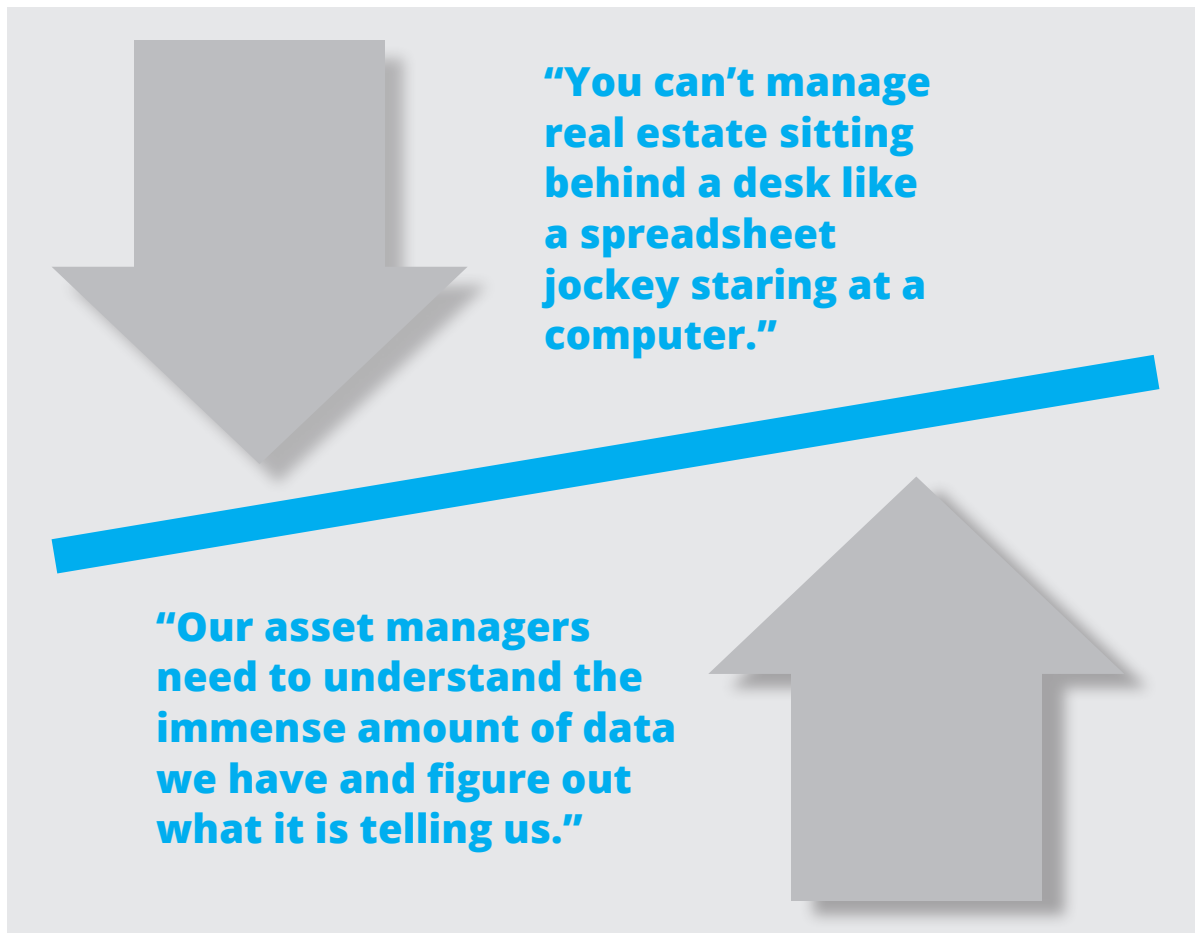 “You can’t manage
real estate sitting
behind a desk like
a spreadsheet
jockey staring at a
computer.”
“Our asset managers
need to understand the
immense amount of data
we have and figure out
what it is telling us.”